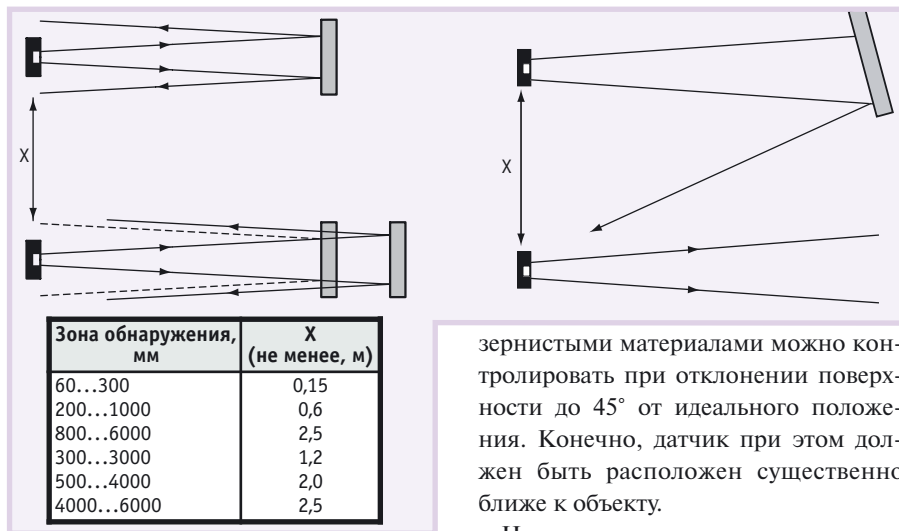 X
X
Зона обнаружения, мм
X (не менее, м)
60...300 0,15
200...1000 0,6
800...6000 2,5
300...3000 1,2
500...4000 2,0
4000...6000 2,5
зернистыми материалами можно кон-
тролировать при отклонении поверх-
ности до 45° от идеального положе-
ния. Конечно, датчик при этом дол-
жен быть расположен существенно
ближе к объекту.